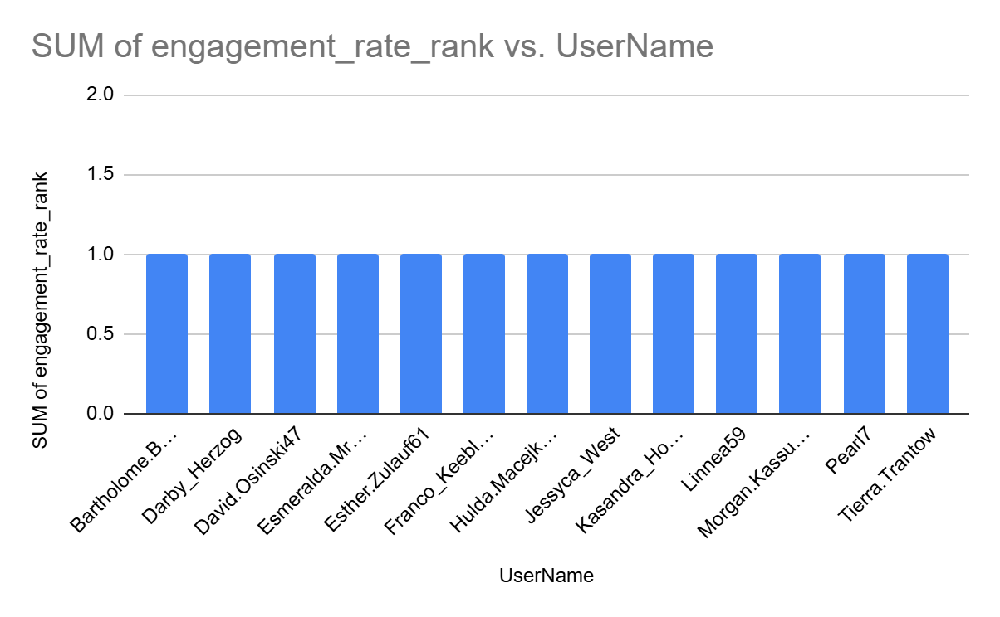 SUM of engagement_rate_rank vs. UserName
SUM of engagement_rate_rank
2.0
1.5
1.0
0.5
0.0
Bartholome.B…
Darby_Herzog
David.Osinski47
Esmeralda.Mr…
Esther.Zulauf61
Franco_Keebl…
Hulda.Macejk…
Jessyca_West
Kasandra_Ho…
Linnea59
Morgan.Kassu…
Pearl7
Tierra.Trantow
UserName